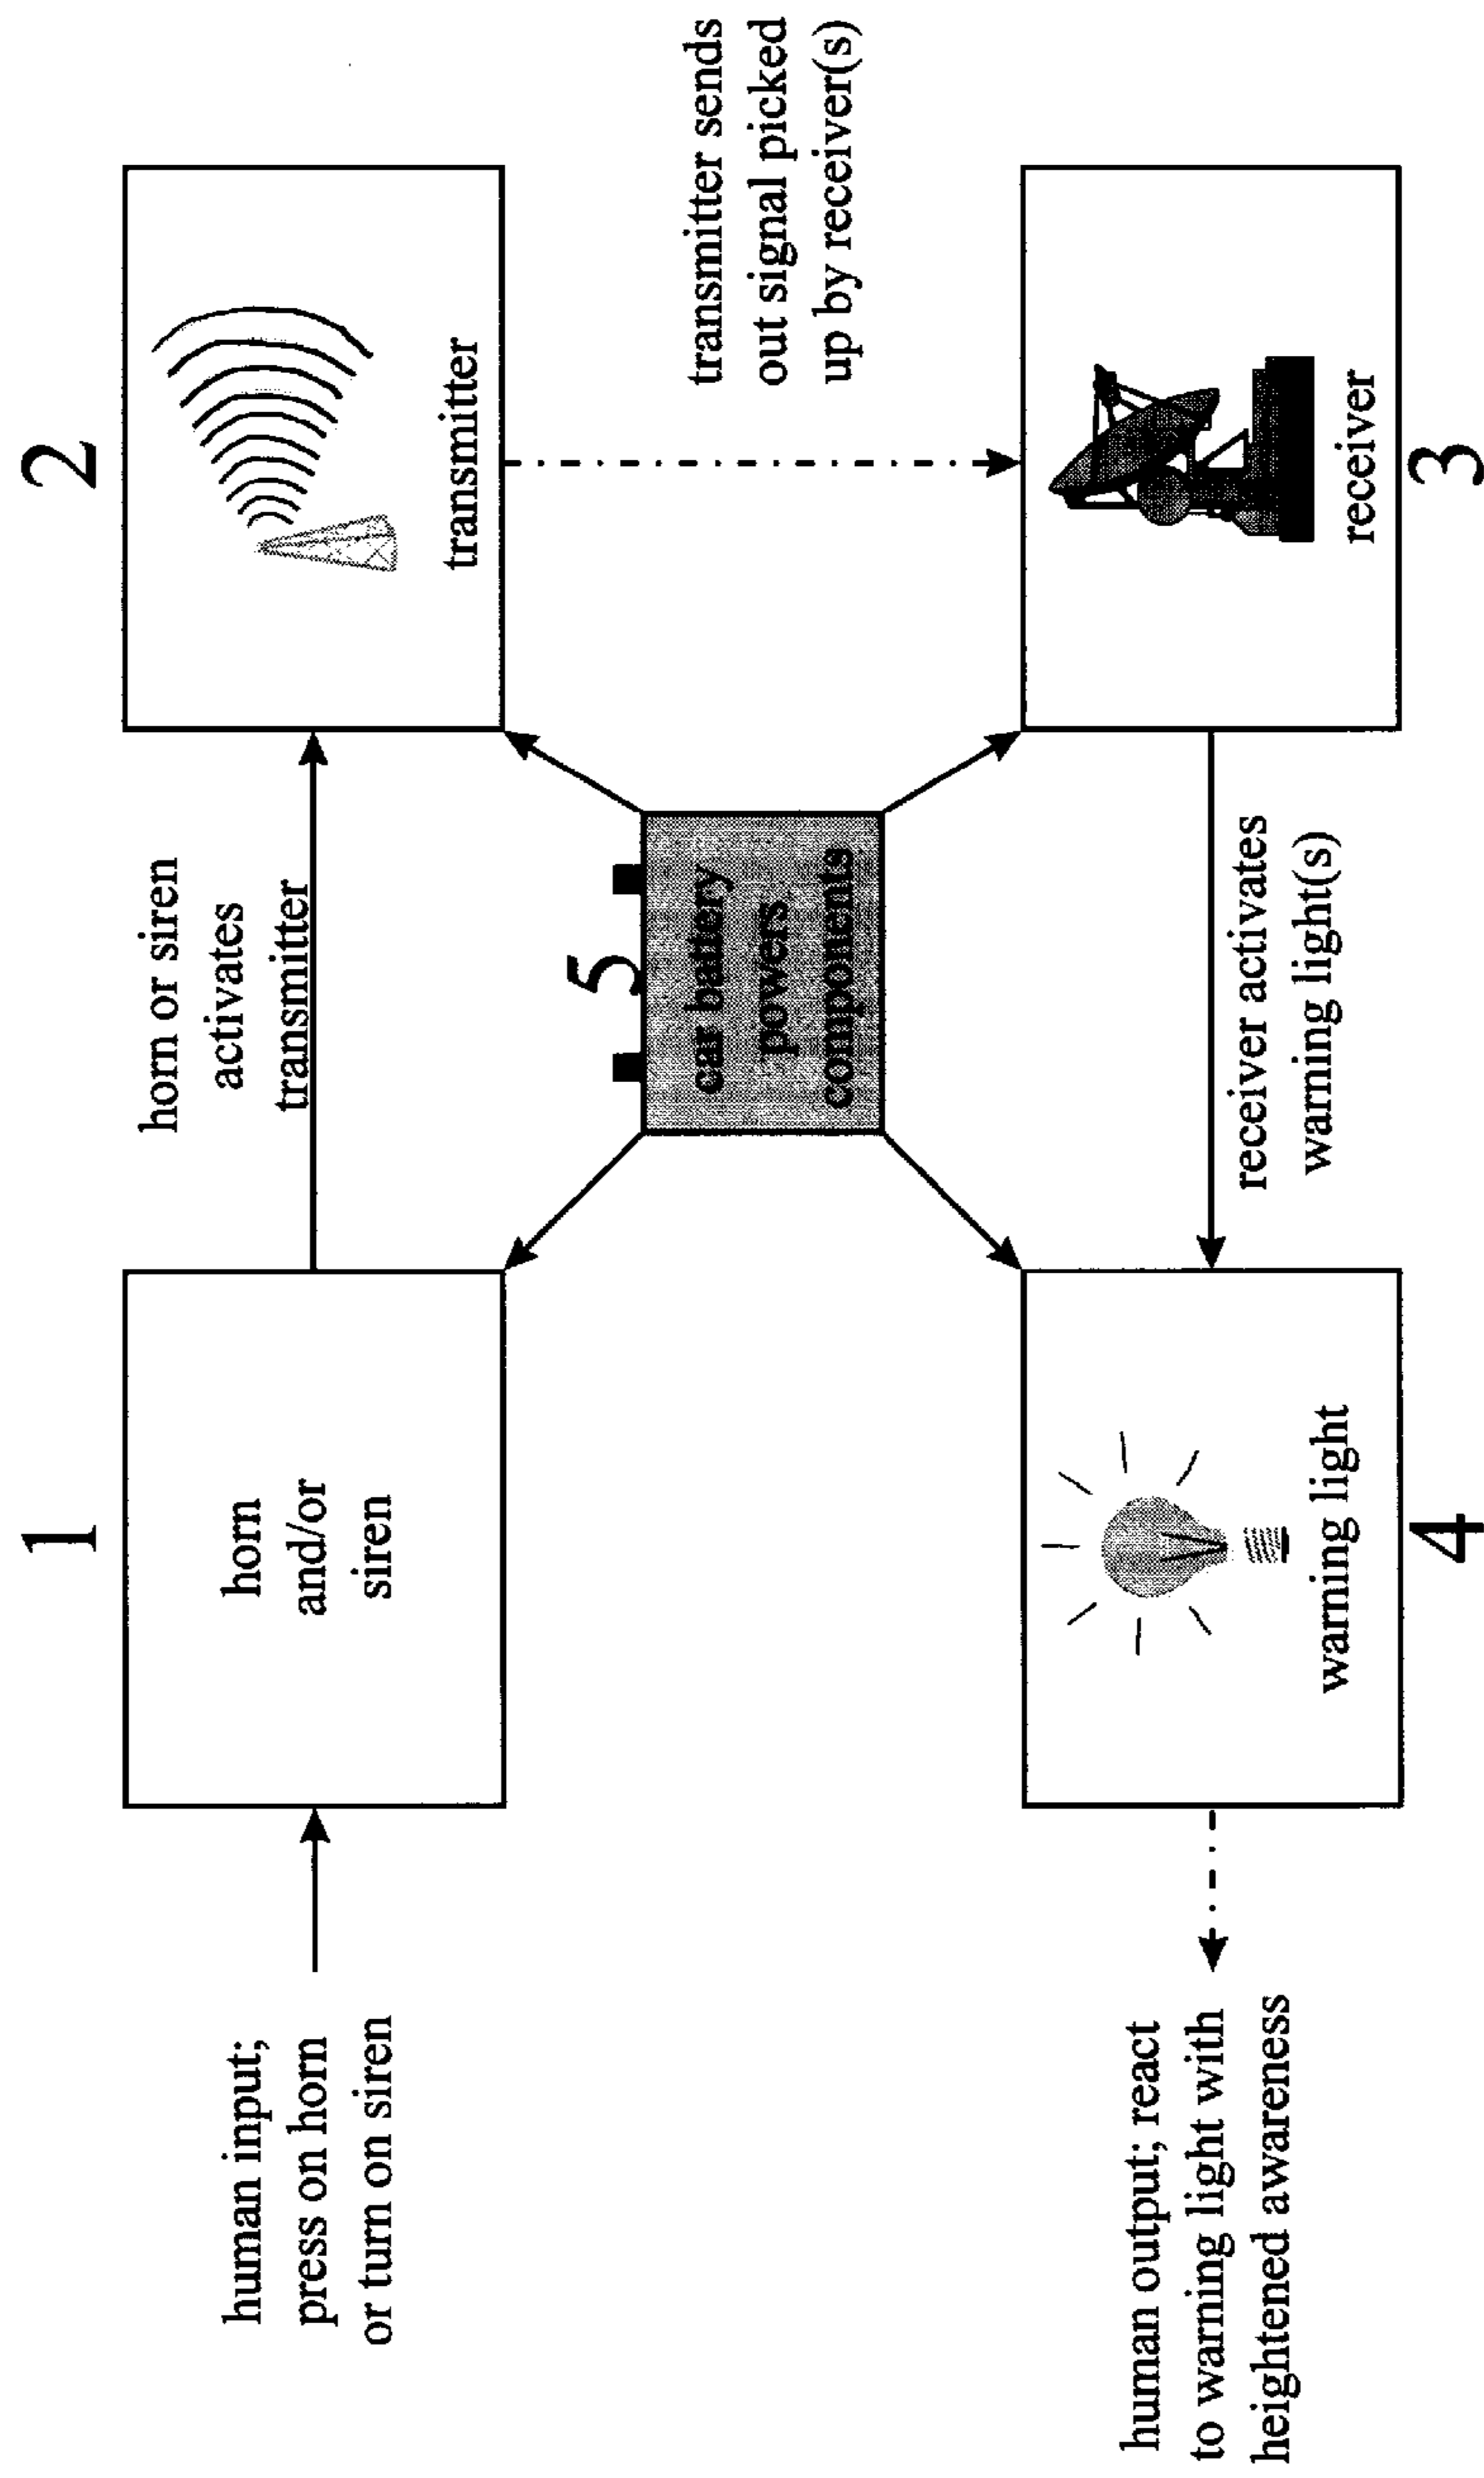 1
2
human input;
press on horn
or turn on siren
horn
and/or
siren
horn or siren
activates
transmitter
transmitter
5
car battery
powers
components
transmitter sends
out signal picked
up by receiver(s)
human output; react
to warning light with
heightened awareness
warning light
receiver activates
warning light(s)
receiver
4
3